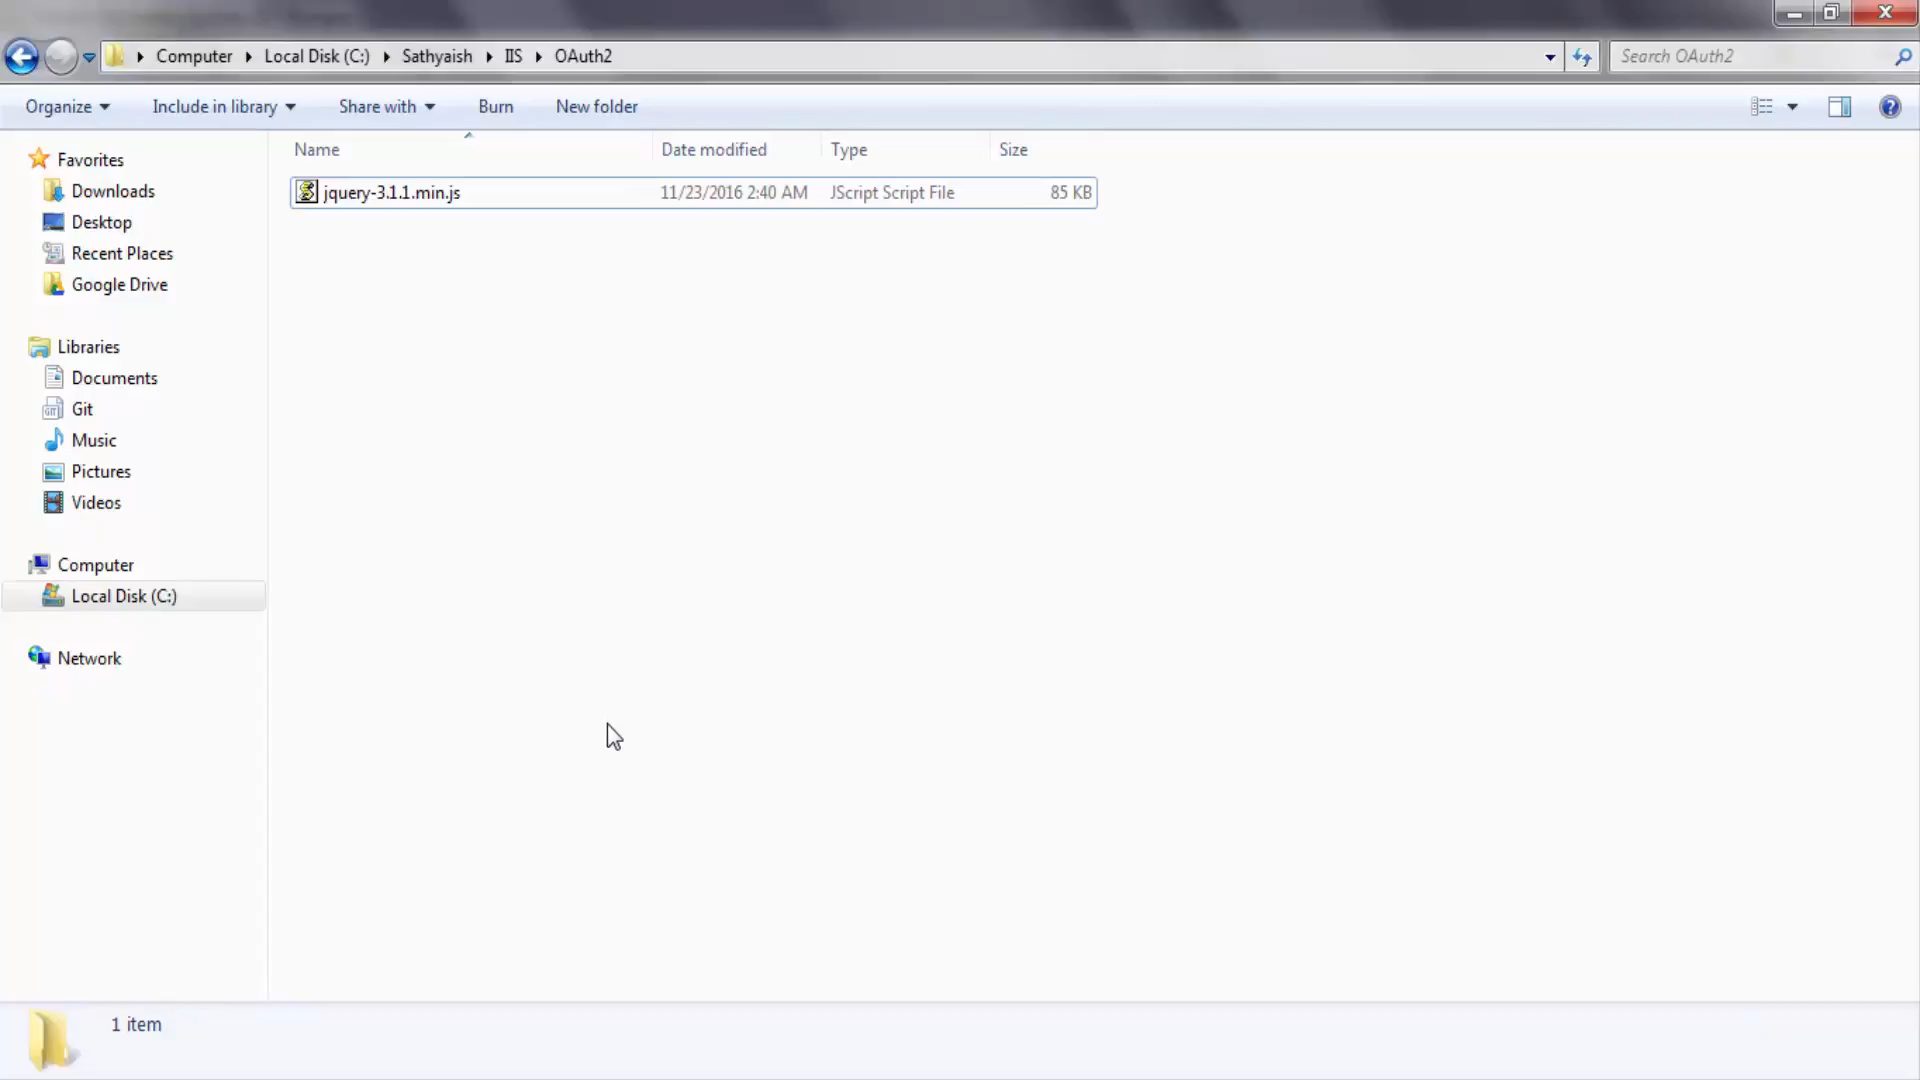 Computer Local Disk (C:) Sathyaish IIS OAuth2
Search OAuth2
Organize Include in library Share with Burn New folder
Name Date modified Type Size
jquery-3.1.1.min.js 11/23/2016 2:40 AM JScript Script File 85 KB
Favorites
Downloads
Desktop
Recent Places
Google Drive
Libraries
Documents
Git
Music
Pictures
Videos
Computer
Local Disk (C:)
Network
1 item